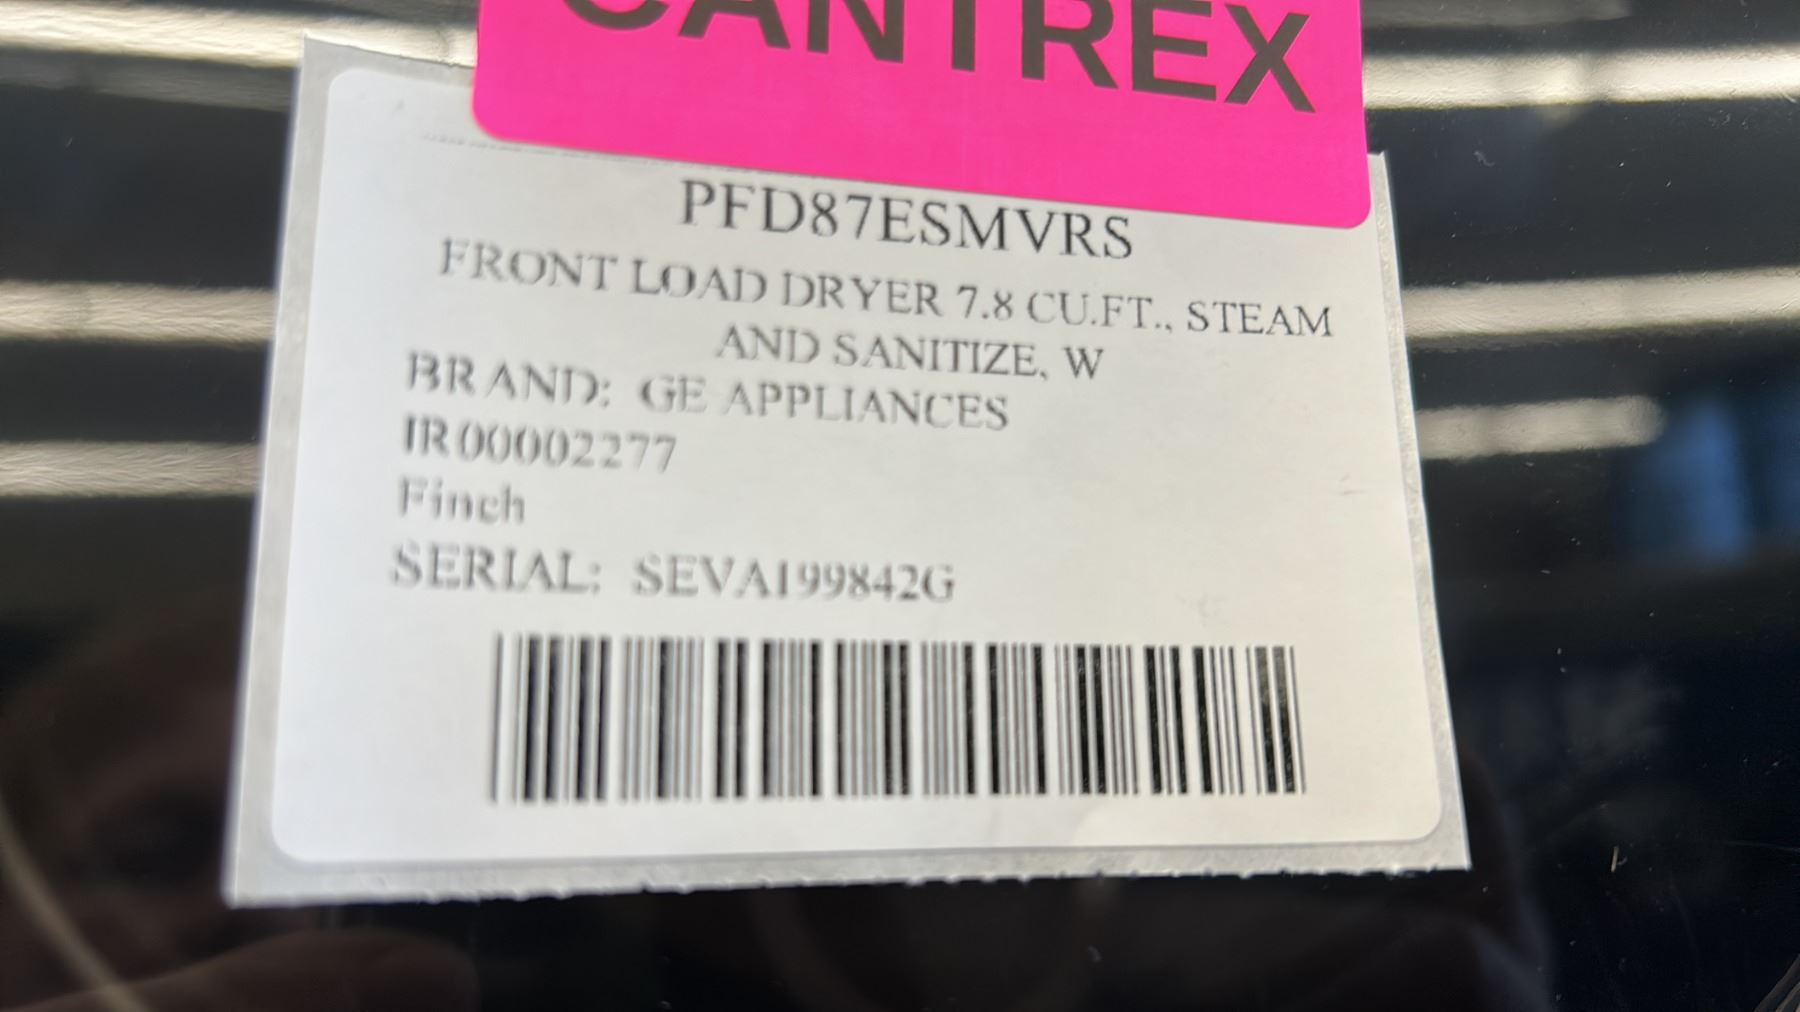 CANTREX
PFD87ESMVRS
FRONT LOAD DRYER 7.8 CU.FT., STEAM
AND SANITIZE, W
BRAND: GE APPLIANCES
IR00002277
Finch
SERIAL: SEVA199842G